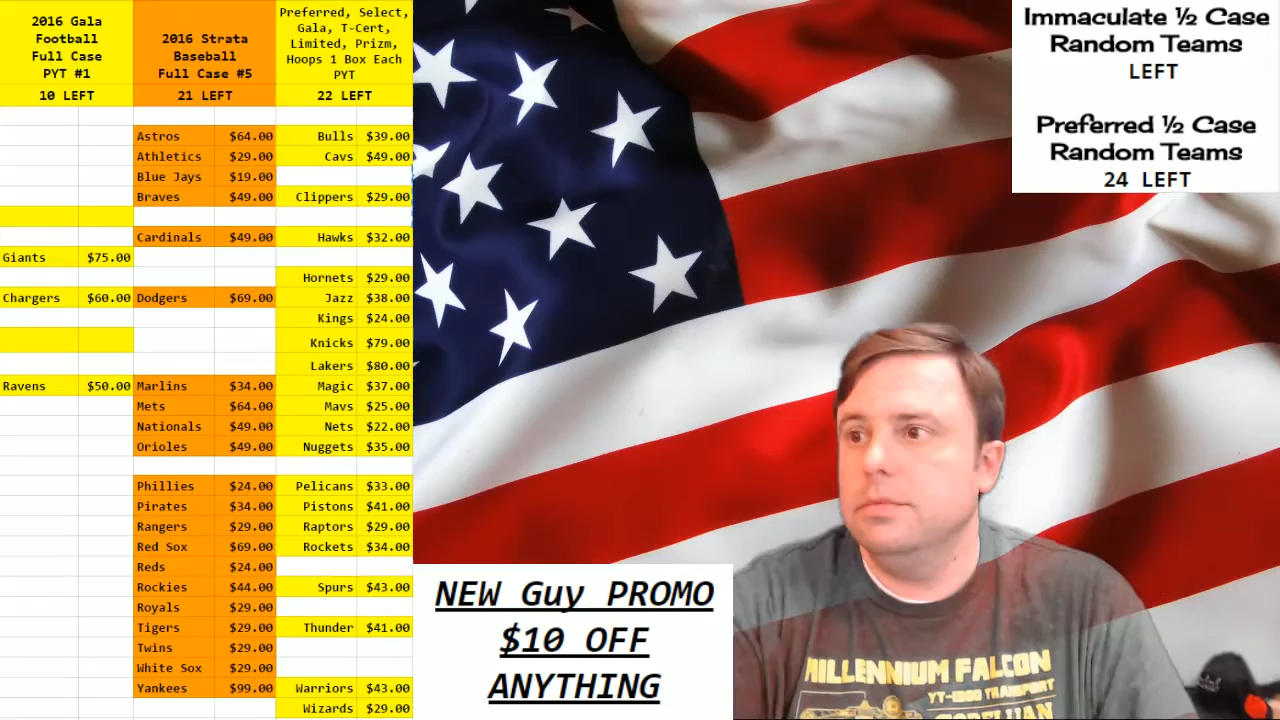 2016 Gala
Football
Full Case
PYT #1
10 LEFT
Giants $75.00
Chargers $60.00
Ravens $50.00
2016 Strata
Baseball
Full Case #5
21 LEFT
Astros $64.00
Athletics $29.00
Blue Jays $19.00
Braves $49.00
Cardinals $49.00
Dodgers $69.00
Marlins $34.00
Mets $64.00
Nationals $49.00
Orioles $49.00
Phillies $24.00
Pirates $34.00
Rangers $29.00
Red Sox $69.00
Reds $24.00
Rockies $44.00
Royals $29.00
Tigers $29.00
Twins $29.00
White Sox $29.00
Yankees $99.00
Preferred, Select,
Gala, T-Cert,
Limited, Prizm,
Hoops 1 Box Each
PYT
22 LEFT
Bulls $39.00
Cavs $49.00
Clippers $29.00
Hawks $32.00
Hornets $29.00
Jazz $38.00
Kings $24.00
Knicks $79.00
Lakers $80.00
Magic $37.00
Mavs $25.00
Nets $22.00
Nuggets $35.00
Pelicans $33.00
Pistons $41.00
Raptors $29.00
Rockets $34.00
Spurs $43.00
Thunder $41.00
Warriors $43.00
Wizards $29.00
Immaculate ½ Case
Random Teams
LEFT
Preferred ½ Case
Random Teams
24 LEFT
NEW Guy PROMO
$10 OFF
ANYTHING
MILLENNIUM FALCON
YT-1300 TRANSPORT
CORELLIAN